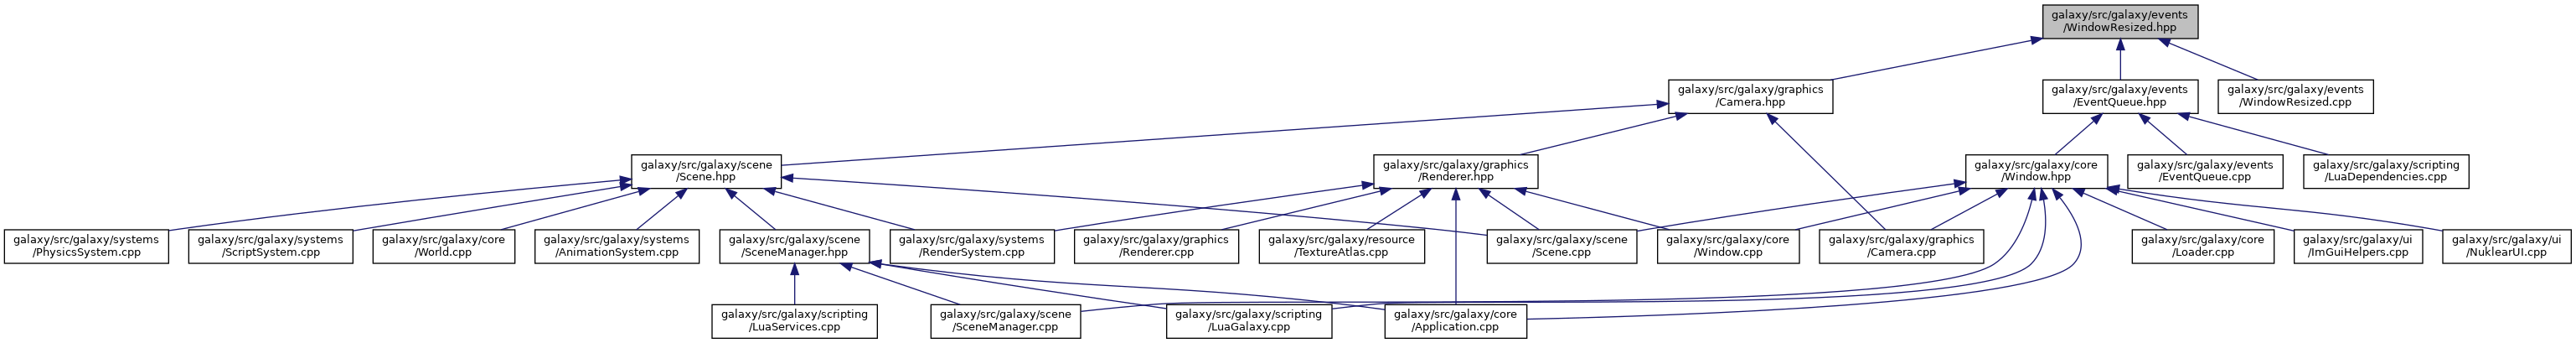 galaxy/src/galaxy/events
/WindowResized.hpp
galaxy/src/galaxy/graphics
/Camera.hpp
galaxy/src/galaxy/events
/EventQueue.hpp
galaxy/src/galaxy/events
/WindowResized.cpp
galaxy/src/galaxy/scene
/Scene.hpp
galaxy/src/galaxy/graphics
/Renderer.hpp
galaxy/src/galaxy/core
/Window.hpp
galaxy/src/galaxy/events
/EventQueue.cpp
galaxy/src/galaxy/scripting
/LuaDependencies.cpp
galaxy/src/galaxy/systems
/PhysicsSystem.cpp
galaxy/src/galaxy/systems
/ScriptSystem.cpp
galaxy/src/galaxy/core
/World.cpp
galaxy/src/galaxy/systems
/AnimationSystem.cpp
galaxy/src/galaxy/scene
/SceneManager.hpp
galaxy/src/galaxy/systems
/RenderSystem.cpp
galaxy/src/galaxy/graphics
/Renderer.cpp
galaxy/src/galaxy/resource
/TextureAtlas.cpp
galaxy/src/galaxy/scene
/Scene.cpp
galaxy/src/galaxy/core
/Window.cpp
galaxy/src/galaxy/graphics
/Camera.cpp
galaxy/src/galaxy/core
/Loader.cpp
galaxy/src/galaxy/ui
/ImGuiHelpers.cpp
galaxy/src/galaxy/ui
/NuklearUI.cpp
galaxy/src/galaxy/scripting
/LuaServices.cpp
galaxy/src/galaxy/scene
/SceneManager.cpp
galaxy/src/galaxy/scripting
/LuaGalaxy.cpp
galaxy/src/galaxy/core
/Application.cpp